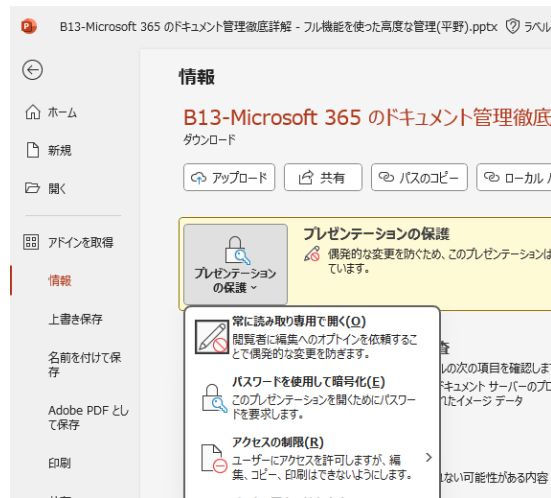 B13-Microsoft 365 のドキュメント管理徹底詳解 - フル機能を使った高度な管理(平野).pptx ラベル
情報
ホーム
新規
開く
アドインを取得
情報
上書き保存
名前を付けて保
存
Adobe PDF とし
て保存
印刷
B13-Microsoft 365 のドキュメント管理徹底
ダウンロード
アップロード 共有 パスのコピー ローカル
プレゼンテーション
の保護
プレゼンテーションの保護
偶発的な変更を防ぐため、このプレゼンテーションは
ています。
常に読み取り専用で開く(O)
閲覧者に編集へのオプトインを依頼するこ
とで偶発的な変更を防ぎます。
パスワードを使用して暗号化(E)
このプレゼンテーションを開くためにパスワー
ドを要求します。
アクセスの制限(R)
ユーザーにアクセスを許可しますが、編
集、コピー、印刷はできないようにします。
査
の次の項目を確認しま
キュメント サーバーのプロ
れたイメージ データ
ない可能性がある内容